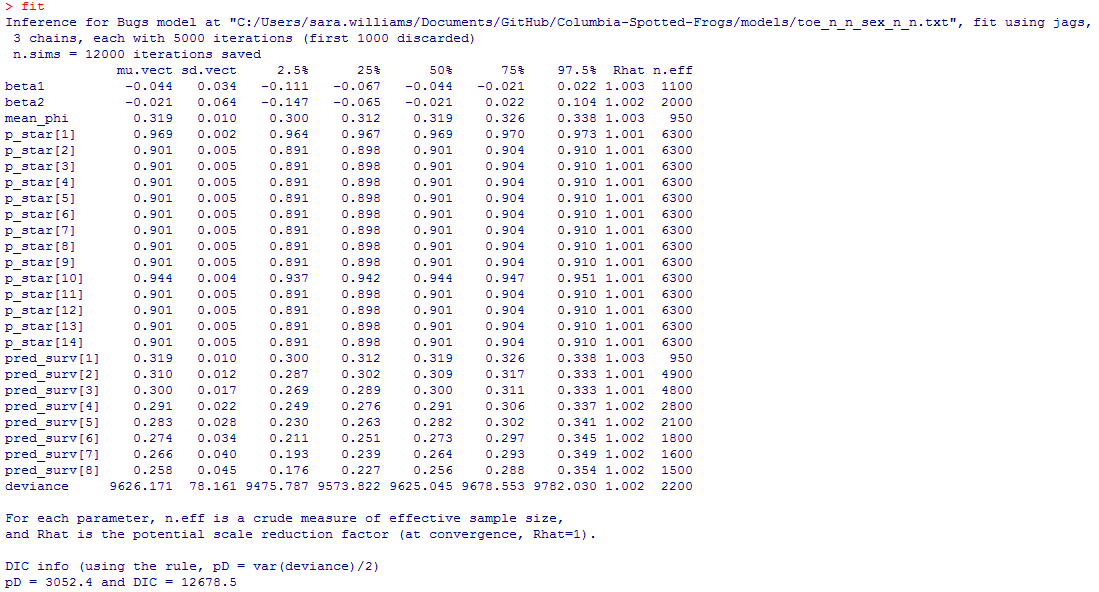 > fit
Inference for Bugs model at "C:/Users/sara.williams/Documents/GitHub/Columbia-Spotted-Frogs/models/toe_n_n_sex_n_n.txt", fit using jags,
 3 chains, each with 5000 iterations (first 1000 discarded)
 n.sims = 12000 iterations saved
             mu.vect sd.vect     2.5%      25%      50%      75%    97.5%  Rhat n.eff
beta1         -0.044   0.034   -0.111   -0.067   -0.044   -0.021    0.022 1.003  1100
beta2         -0.021   0.064   -0.147   -0.065   -0.021    0.022    0.104 1.002  2000
mean_phi       0.319   0.010    0.300    0.312    0.319    0.326    0.338 1.003   950
p_star[1]      0.969   0.002    0.964    0.967    0.969    0.970    0.973 1.001  6300
p_star[2]      0.901   0.005    0.891    0.898    0.901    0.904    0.910 1.001  6300
p_star[3]      0.901   0.005    0.891    0.898    0.901    0.904    0.910 1.001  6300
p_star[4]      0.901   0.005    0.891    0.898    0.901    0.904    0.910 1.001  6300
p_star[5]      0.901   0.005    0.891    0.898    0.901    0.904    0.910 1.001  6300
p_star[6]      0.901   0.005    0.891    0.898    0.901    0.904    0.910 1.001  6300
p_star[7]      0.901   0.005    0.891    0.898    0.901    0.904    0.910 1.001  6300
p_star[8]      0.901   0.005    0.891    0.898    0.901    0.904    0.910 1.001  6300
p_star[9]      0.901   0.005    0.891    0.898    0.901    0.904    0.910 1.001  6300
p_star[10]     0.944   0.004    0.937    0.942    0.944    0.947    0.951 1.001  6300
p_star[11]     0.901   0.005    0.891    0.898    0.901    0.904    0.910 1.001  6300
p_star[12]     0.901   0.005    0.891    0.898    0.901    0.904    0.910 1.001  6300
p_star[13]     0.901   0.005    0.891    0.898    0.901    0.904    0.910 1.001  6300
p_star[14]     0.901   0.005    0.891    0.898    0.901    0.904    0.910 1.001  6300
pred_surv[1]   0.319   0.010    0.300    0.312    0.319    0.326    0.338 1.003   950
pred_surv[2]   0.310   0.012    0.287    0.302    0.309    0.317    0.333 1.001  4900
pred_surv[3]   0.300   0.017    0.269    0.289    0.300    0.311    0.333 1.001  4800
pred_surv[4]   0.291   0.022    0.249    0.276    0.291    0.306    0.337 1.002  2800
pred_surv[5]   0.283   0.028    0.230    0.263    0.282    0.302    0.341 1.002  2100
pred_surv[6]   0.274   0.034    0.211    0.251    0.273    0.297    0.345 1.002  1800
pred_surv[7]   0.266   0.040    0.193    0.239    0.264    0.293    0.349 1.002  1600
pred_surv[8]   0.258   0.045    0.176    0.227    0.256    0.288    0.354 1.002  1500
deviance    9626.171  78.161 9475.787 9573.822 9625.045 9678.553 9782.030 1.002  2200

For each parameter, n.eff is a crude measure of effective sample size,
and Rhat is the potential scale reduction factor (at convergence, Rhat=1).

DIC info (using the rule, pD = var(deviance)/2)
pD = 3052.4 and DIC = 12678.5